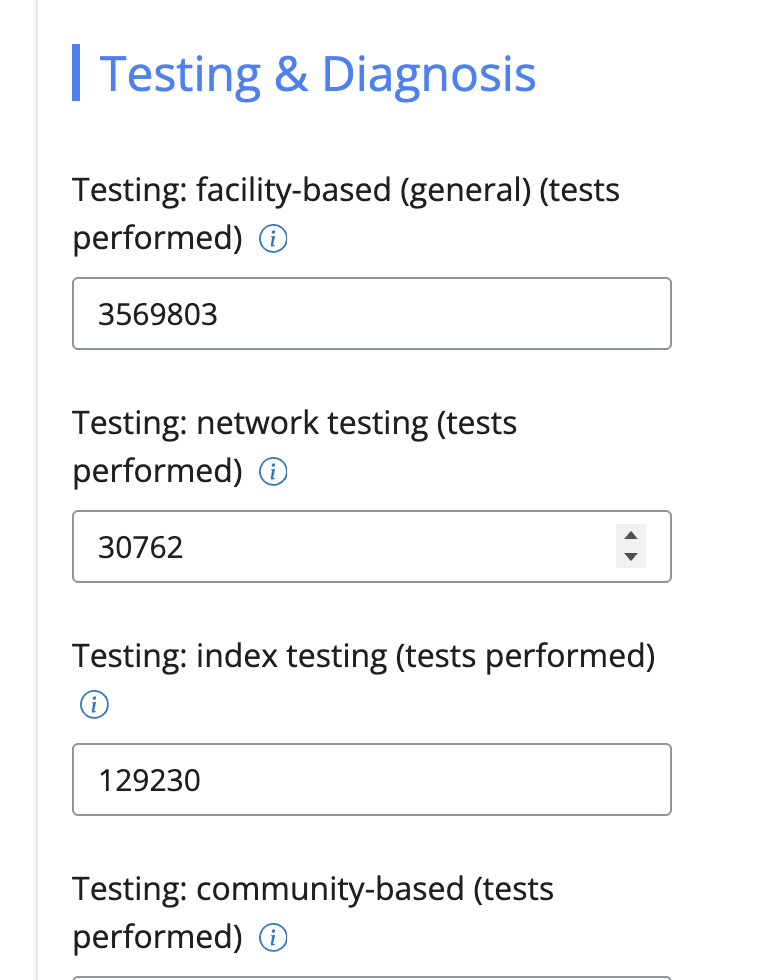 Testing & Diagnosis
Testing: facility-based (general) (tests
performed)
3569803
Testing: network testing (tests
performed)
30762
Testing: index testing (tests performed)
129230
Testing: community-based (tests
performed)